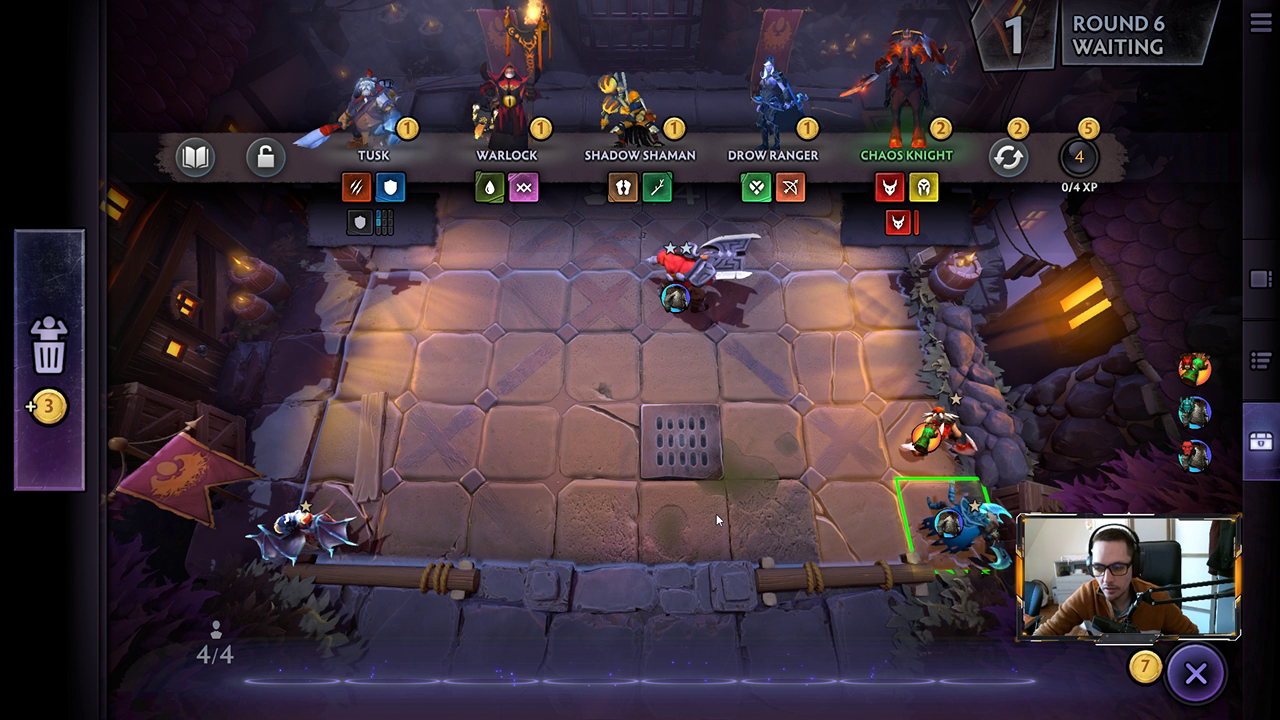 1
ROUND 6
WAITING
1
1
1
1
2
2
5
4
TUSK
WARLOCK
SHADOW SHAMAN
DROW RANGER
CHAOS KNIGHT
0/4 XP
+3
4/4
7